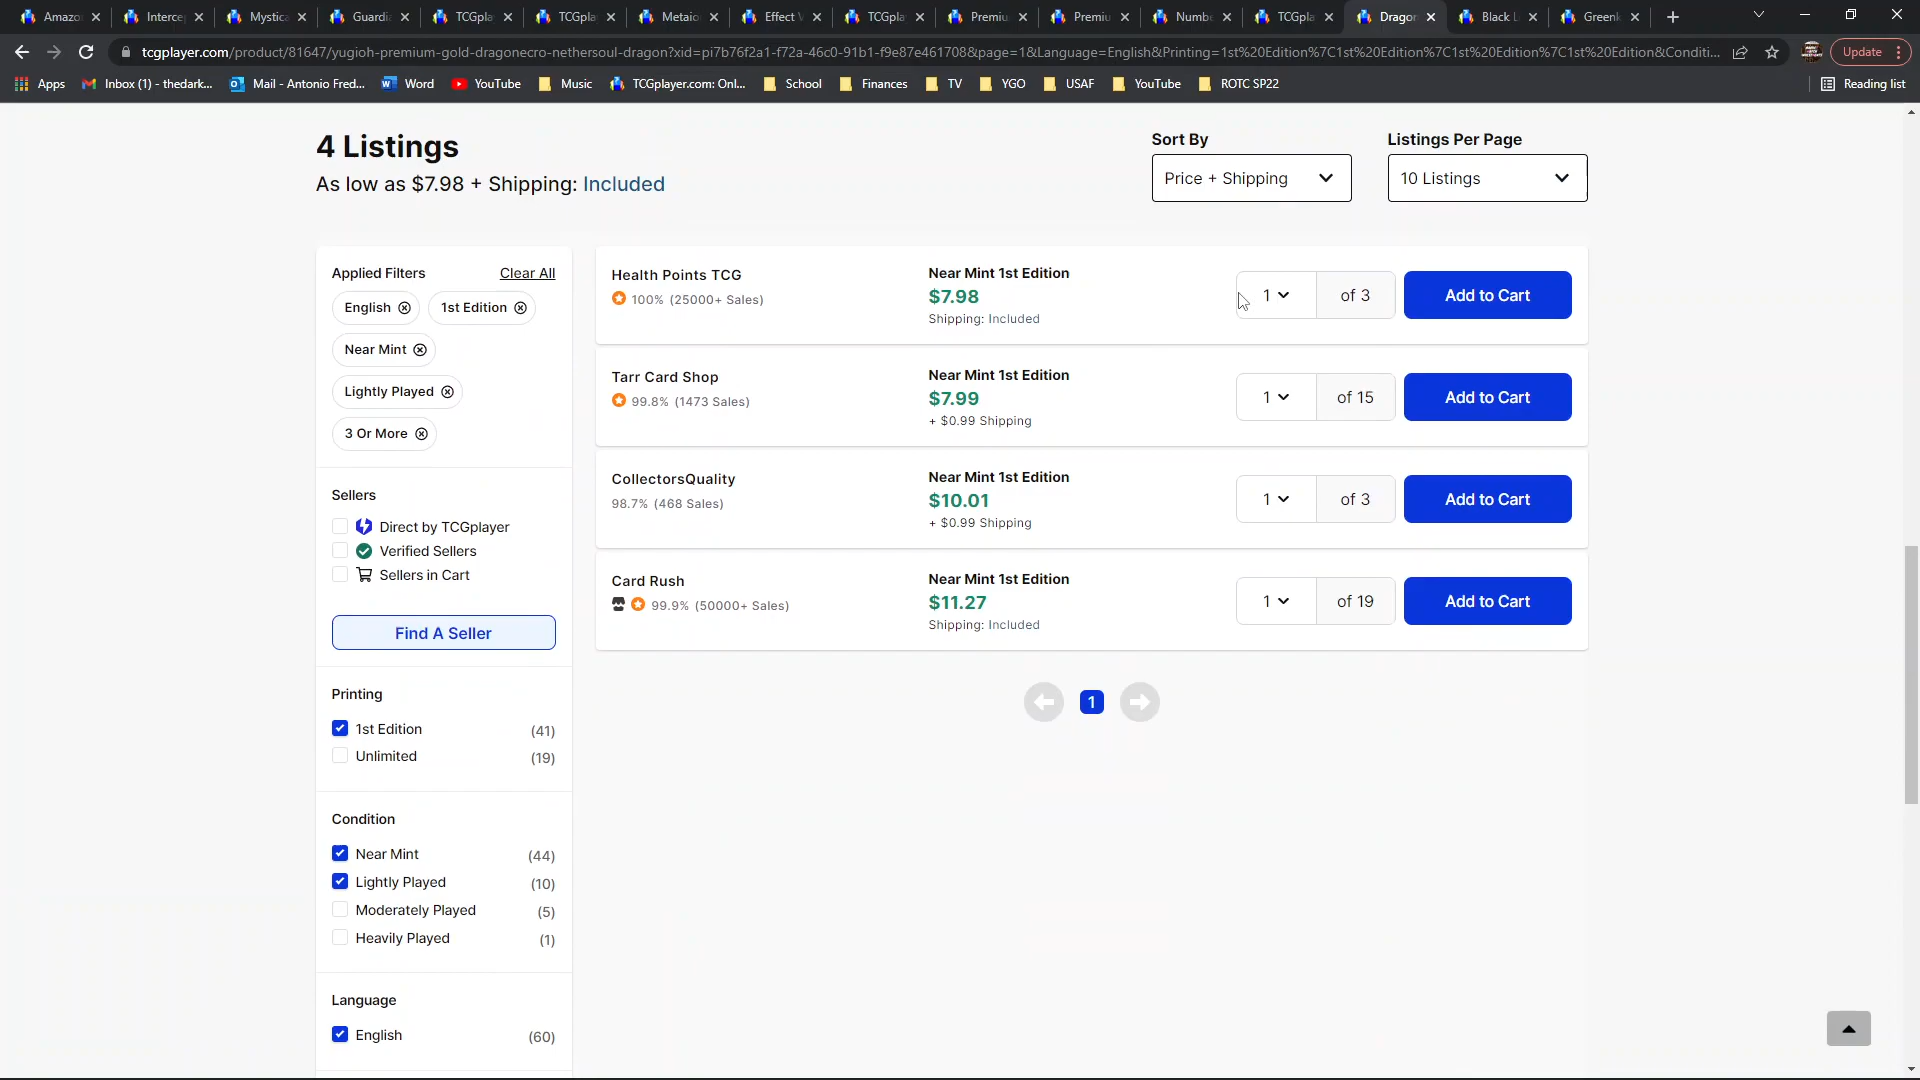 Amazo
Interce
Mystica
Guardia
TCGpla
TCGpla
Metaio
Effect V
TCGpla
Premiu
Premiu
Numbe
TCGpla
Dragon
Black L
Greenk
tcgplayer.com/product/81647/yugioh-premium-gold-dragonecro-nethersoul-dragon?xid=pi7b76f2a1-f72a-46c0-91b1-f9e87e461708&page=1&Language=English&Printing=1st%20Edition%7C1st%20Edition%7C1st%20Edition%7C1st%20Edition&Conditi...
Update
Apps
Inbox (1) - thedark...
Mail - Antonio Fred...
Word
YouTube
Music
TCGplayer.com: Onl...
School
Finances
TV
YGO
USAF
YouTube
ROTC SP22
Reading list
4 Listings
As low as $7.98 + Shipping: Included
Sort By
Price + Shipping
Listings Per Page
10 Listings
Applied Filters
Clear All
English
1st Edition
Near Mint
Lightly Played
3 Or More
Sellers
Direct by TCGplayer
Verified Sellers
Sellers in Cart
Find A Seller
Printing
1st Edition (41)
Unlimited (19)
Condition
Near Mint (44)
Lightly Played (10)
Moderately Played (5)
Heavily Played (1)
Language
English (60)
Health Points TCG
100% (25000+ Sales)
Near Mint 1st Edition
$7.98
Shipping: Included
1 of 3
Add to Cart
Tarr Card Shop
99.8% (1473 Sales)
Near Mint 1st Edition
$7.99
+ $0.99 Shipping
1 of 15
Add to Cart
CollectorsQuality
98.7% (468 Sales)
Near Mint 1st Edition
$10.01
+ $0.99 Shipping
1 of 3
Add to Cart
Card Rush
99.9% (50000+ Sales)
Near Mint 1st Edition
$11.27
Shipping: Included
1 of 19
Add to Cart
1